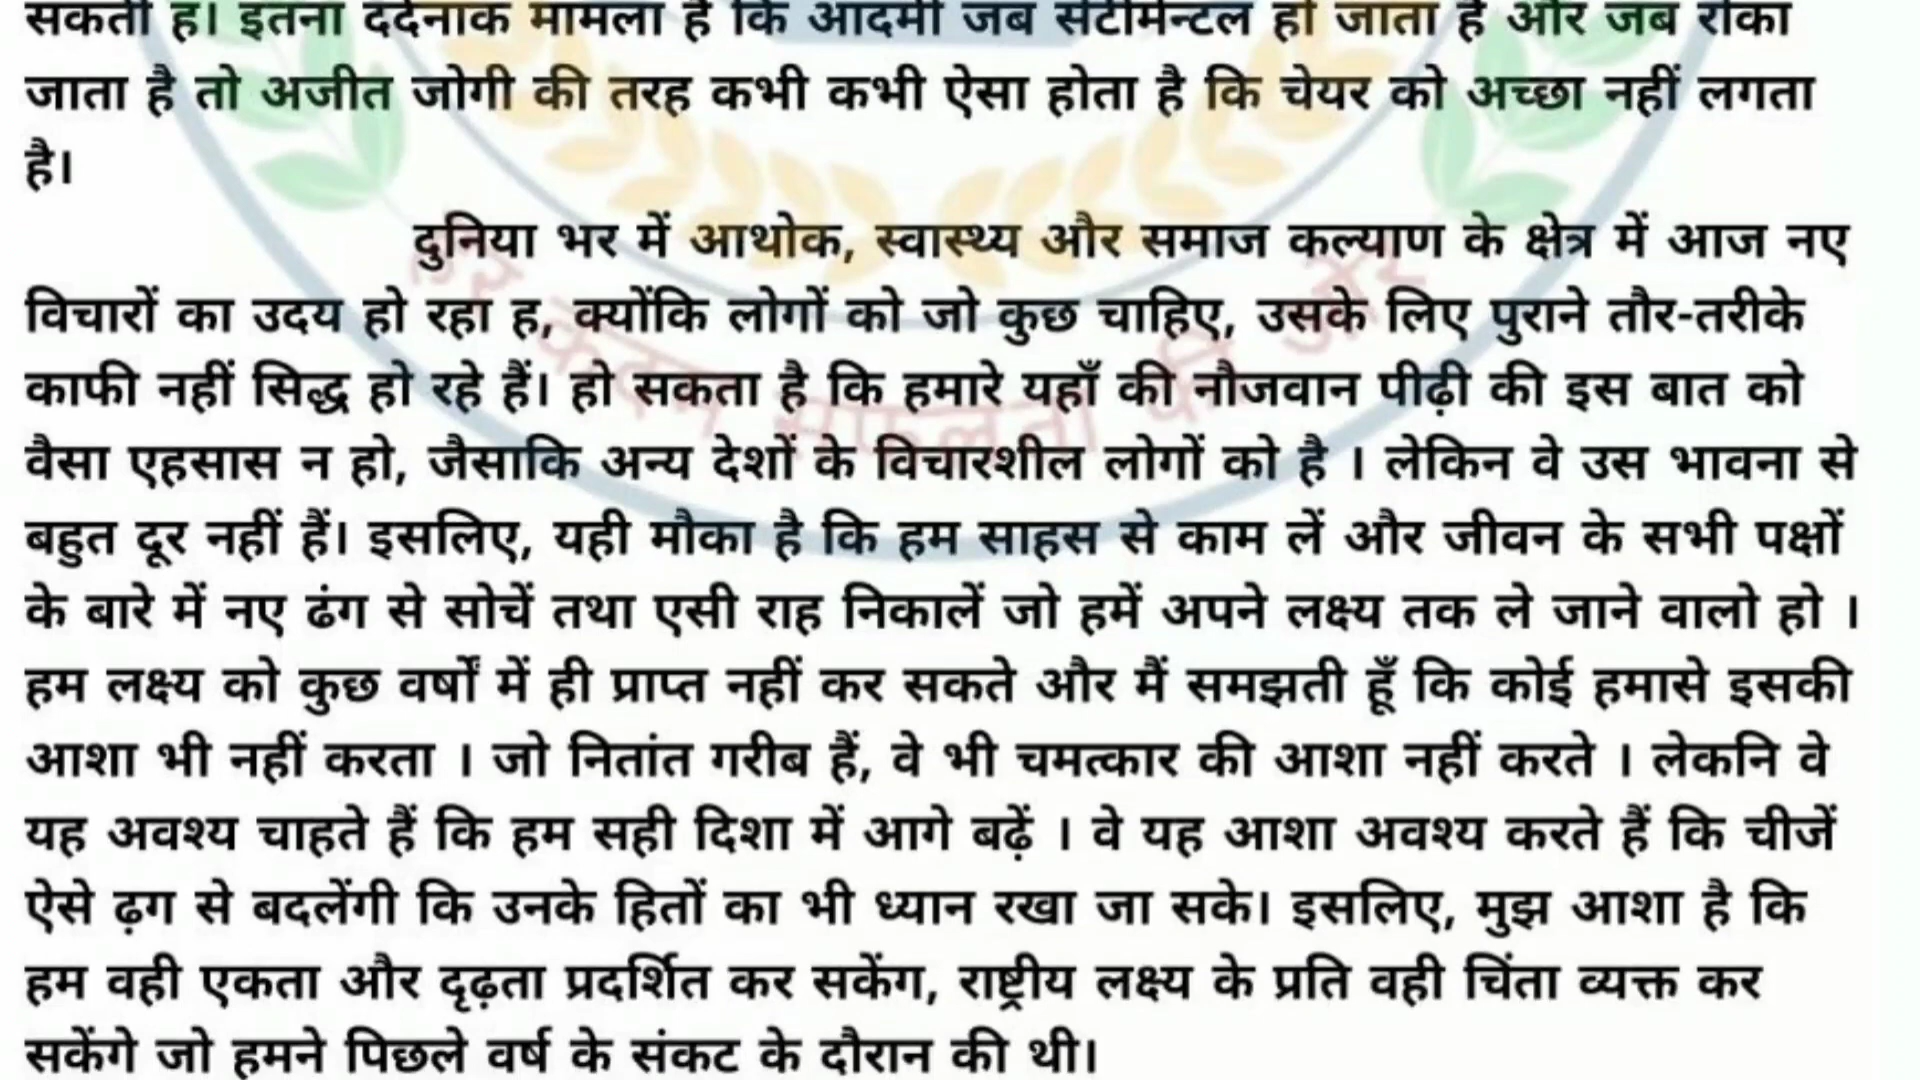 सकती ह। इतना दर्दनाक मामला है कि आदमी जब सेंटीमेन्टल हो जाता है और जब रोका
जाता है तो अजीत जोगी की तरह कभी कभी ऐसा होता है कि चेयर को अच्छा नहीं लगता
है।
दुनिया भर में आथोक, स्वास्थ्य और समाज कल्याण के क्षेत्र में आज नए
विचारों का उदय हो रहा ह, क्योंकि लोगों को जो कुछ चाहिए, उसके लिए पुराने तौर-तरीके
काफी नहीं सिद्ध हो रहे हैं। हो सकता है कि हमारे यहाँ की नौजवान पीढ़ी की इस बात को
वैसा एहसास न हो, जैसाकि अन्य देशों के विचारशील लोगों को है । लेकिन वे उस भावना से
बहुत दूर नहीं हैं। इसलिए, यही मौका है कि हम साहस से काम लें और जीवन के सभी पक्षों
के बारे में नए ढंग से सोचें तथा एसी राह निकालें जो हमें अपने लक्ष्य तक ले जाने वालो हो ।
हम लक्ष्य को कुछ वर्षों में ही प्राप्त नहीं कर सकते और मैं समझती हूँ कि कोई हमासे इसकी
आशा भी नहीं करता । जो नितांत गरीब हैं, वे भी चमत्कार की आशा नहीं करते । लेकनि वे
यह अवश्य चाहते हैं कि हम सही दिशा में आगे बढ़ें । वे यह आशा अवश्य करते हैं कि चीजें
ऐसे ढ़ग से बदलेंगी कि उनके हितों का भी ध्यान रखा जा सके। इसलिए, मुझ आशा है कि
हम वही एकता और दृढ़ता प्रदर्शित कर सकेंग, राष्ट्रीय लक्ष्य के प्रति वही चिंता व्यक्त कर
सकेंगे जो हमने पिछले वर्ष के संकट के दौरान की थी।
हर कदम सफलता की ओर